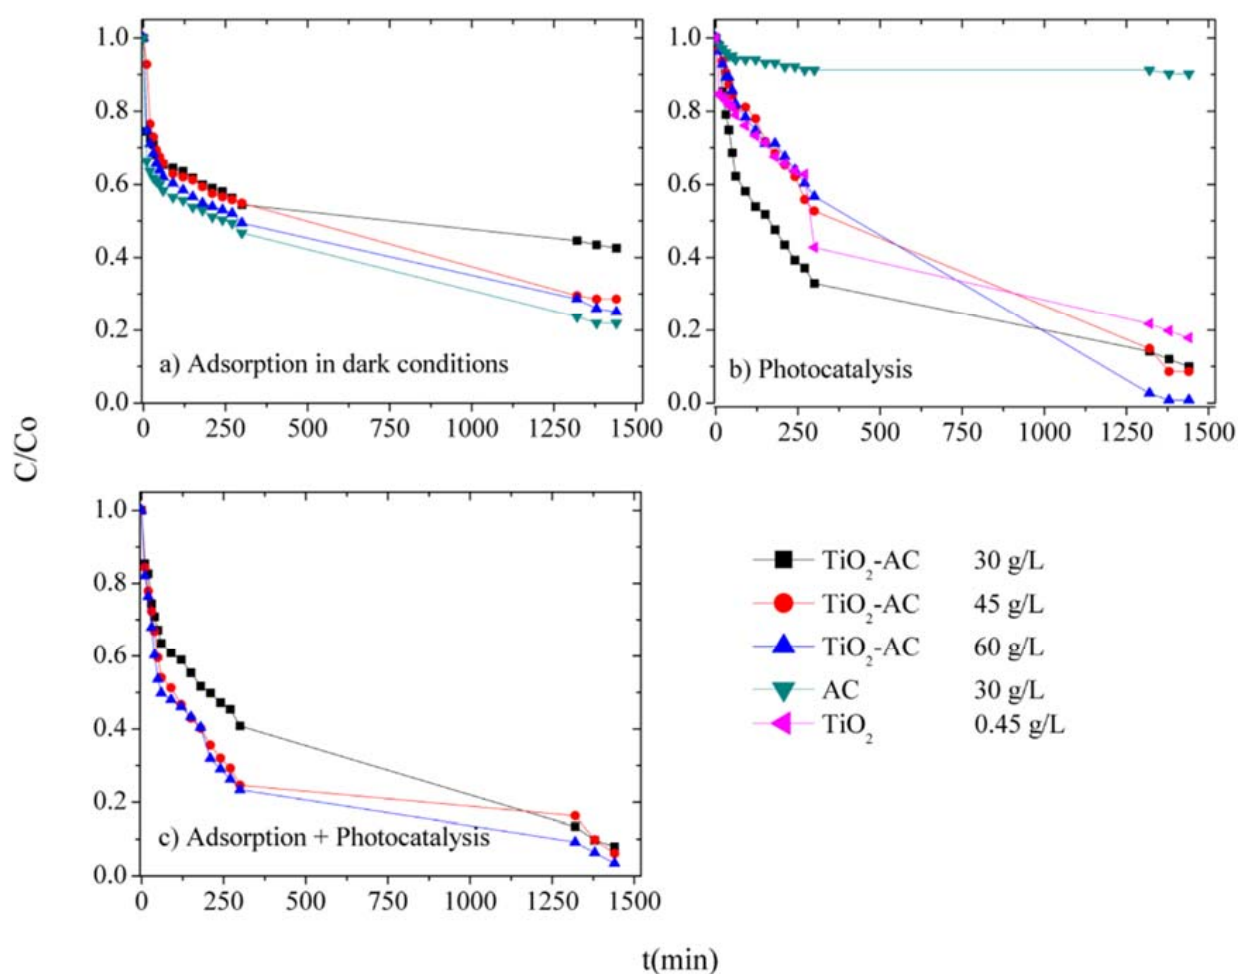 1.0
0.8
0.6
0.4
0.2
0.0
a) Adsorption in dark conditions
0 250 500 750 1000 1250 1500
1.0
0.8
0.6
0.4
0.2
0.0
b) Photocatalysis
0 250 500 750 1000 1250 1500
C/Co
1.0
0.8
0.6
0.4
0.2
0.0
c) Adsorption + Photocatalysis
0 250 500 750 1000 1250 1500
TiO₂-AC 30 g/L
TiO₂-AC 45 g/L
TiO₂-AC 60 g/L
AC 30 g/L
TiO₂ 0.45 g/L
t(min)